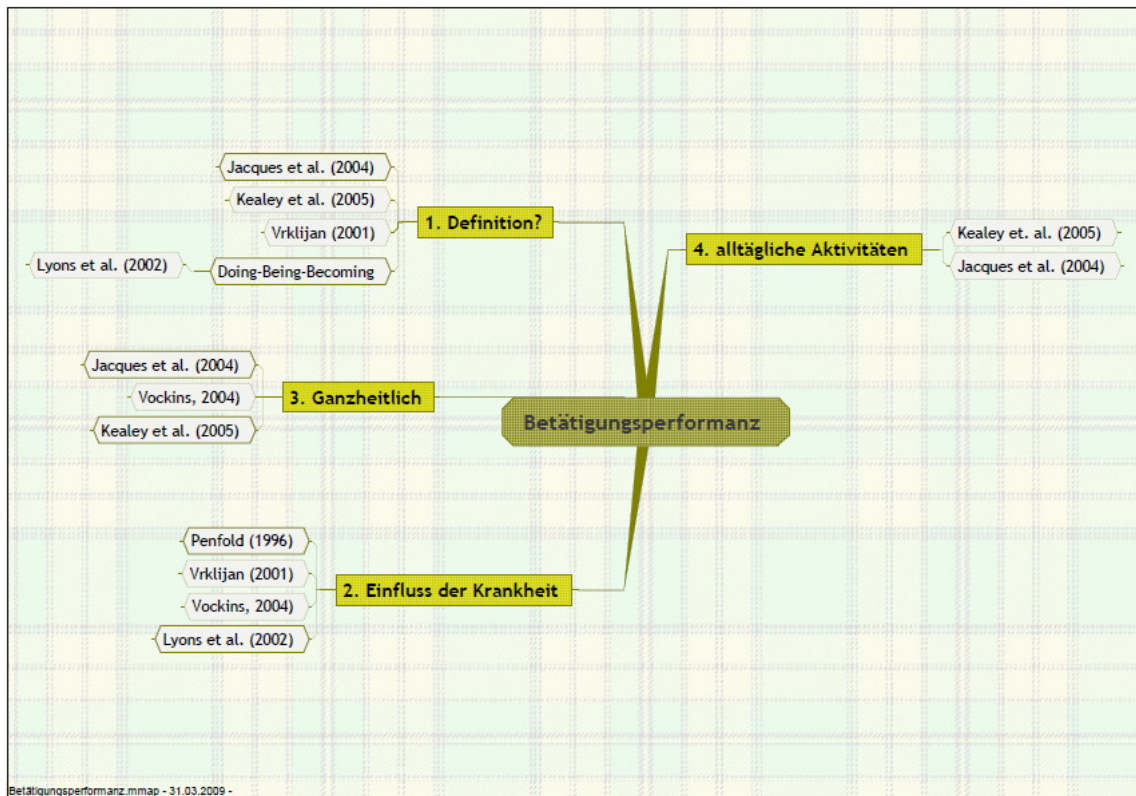 Jacques et al. (2004)
Kealey et al. (2005)
Vrklijan (2001)
Lyons et al. (2002)
Doing-Being-Becoming
1. Definition?
4. alltägliche Aktivitäten
Kealey et. al. (2005)
Jacques et al. (2004)
Jacques et al. (2004)
Vockins, 2004)
Kealey et al. (2005)
3. Ganzheitlich
Betätigungsperformanz
Penfold (1996)
Vrklijan (2001)
Vockins, 2004)
Lyons et al. (2002)
2. Einfluss der Krankheit
Betätigungsperformanz.mmap - 31.03.2009 -